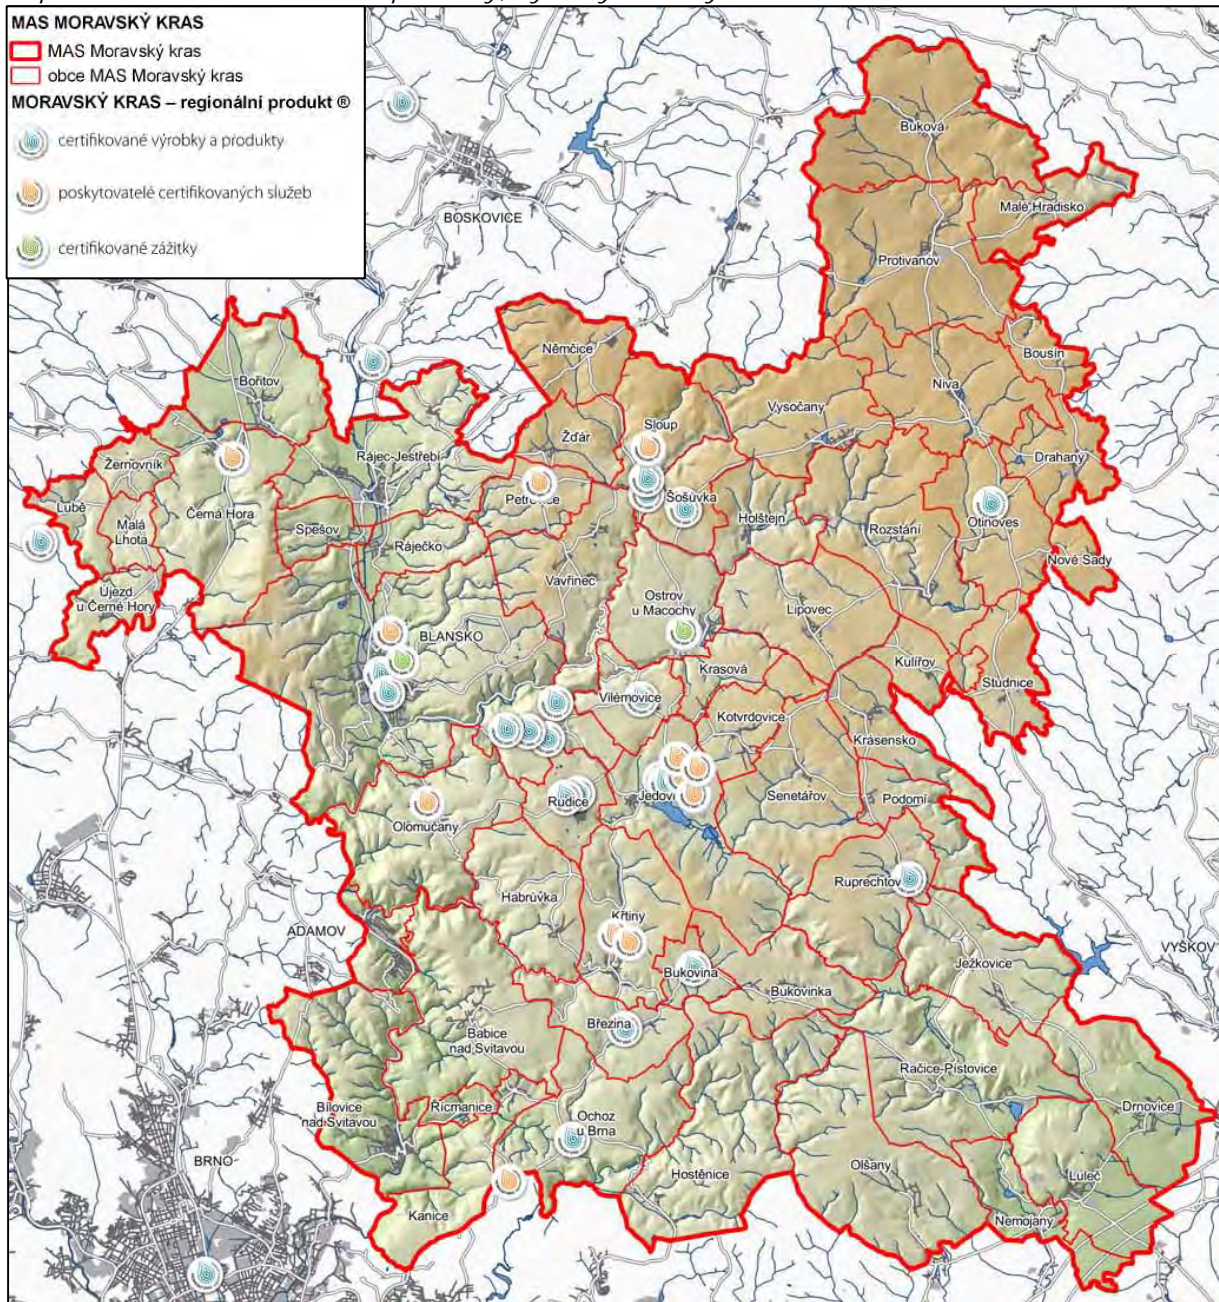 MAS MORAVSKÝ KRAS
MAS Moravský kras
obce MAS Moravský kras
MORAVSKÝ KRAS – regionální produkt ®
certifikované výrobky a produkty
poskytovatelé certifikovaných služeb
certifikované zážitky
BOSKOVICE
Buková
Malé Hradisko
Protivanov
Bousín
Němčice
Niva
Bořitov
Vysočany
Sloup
Žďár
Drahany
Rájec-Jestřebí
Žernovník
Petrovice
Šošůvka
Lubě
Černá Hora
Holštejn
Otinoves
Malá
Lhota
Spešov
Rozstání
Ráječko
Nové Sady
Vavřinec
Újezd
u Černé Hory
Ostrov
u Macochy
Lipovec
BLANSKO
Krasová
Kulířov
Studnice
Vilémovice
Kotvrdovice
Krásensko
Rudice
Senetářov
Podomí
Olomučany
Ruprechtov
Habrůvka
Křtiny
ADAMOV
VYŠKOV
Ježkovice
Bukovina
Bukovinka
Březina
Babice
nad Svitavou
Račice-Pístovice
Bílovice
nad Svitavou
Řícmanice
Drnovice
Ochoz
u Brna
BRNO
Hostěnice
Olšany
Luleč
Kanice
Nemojany